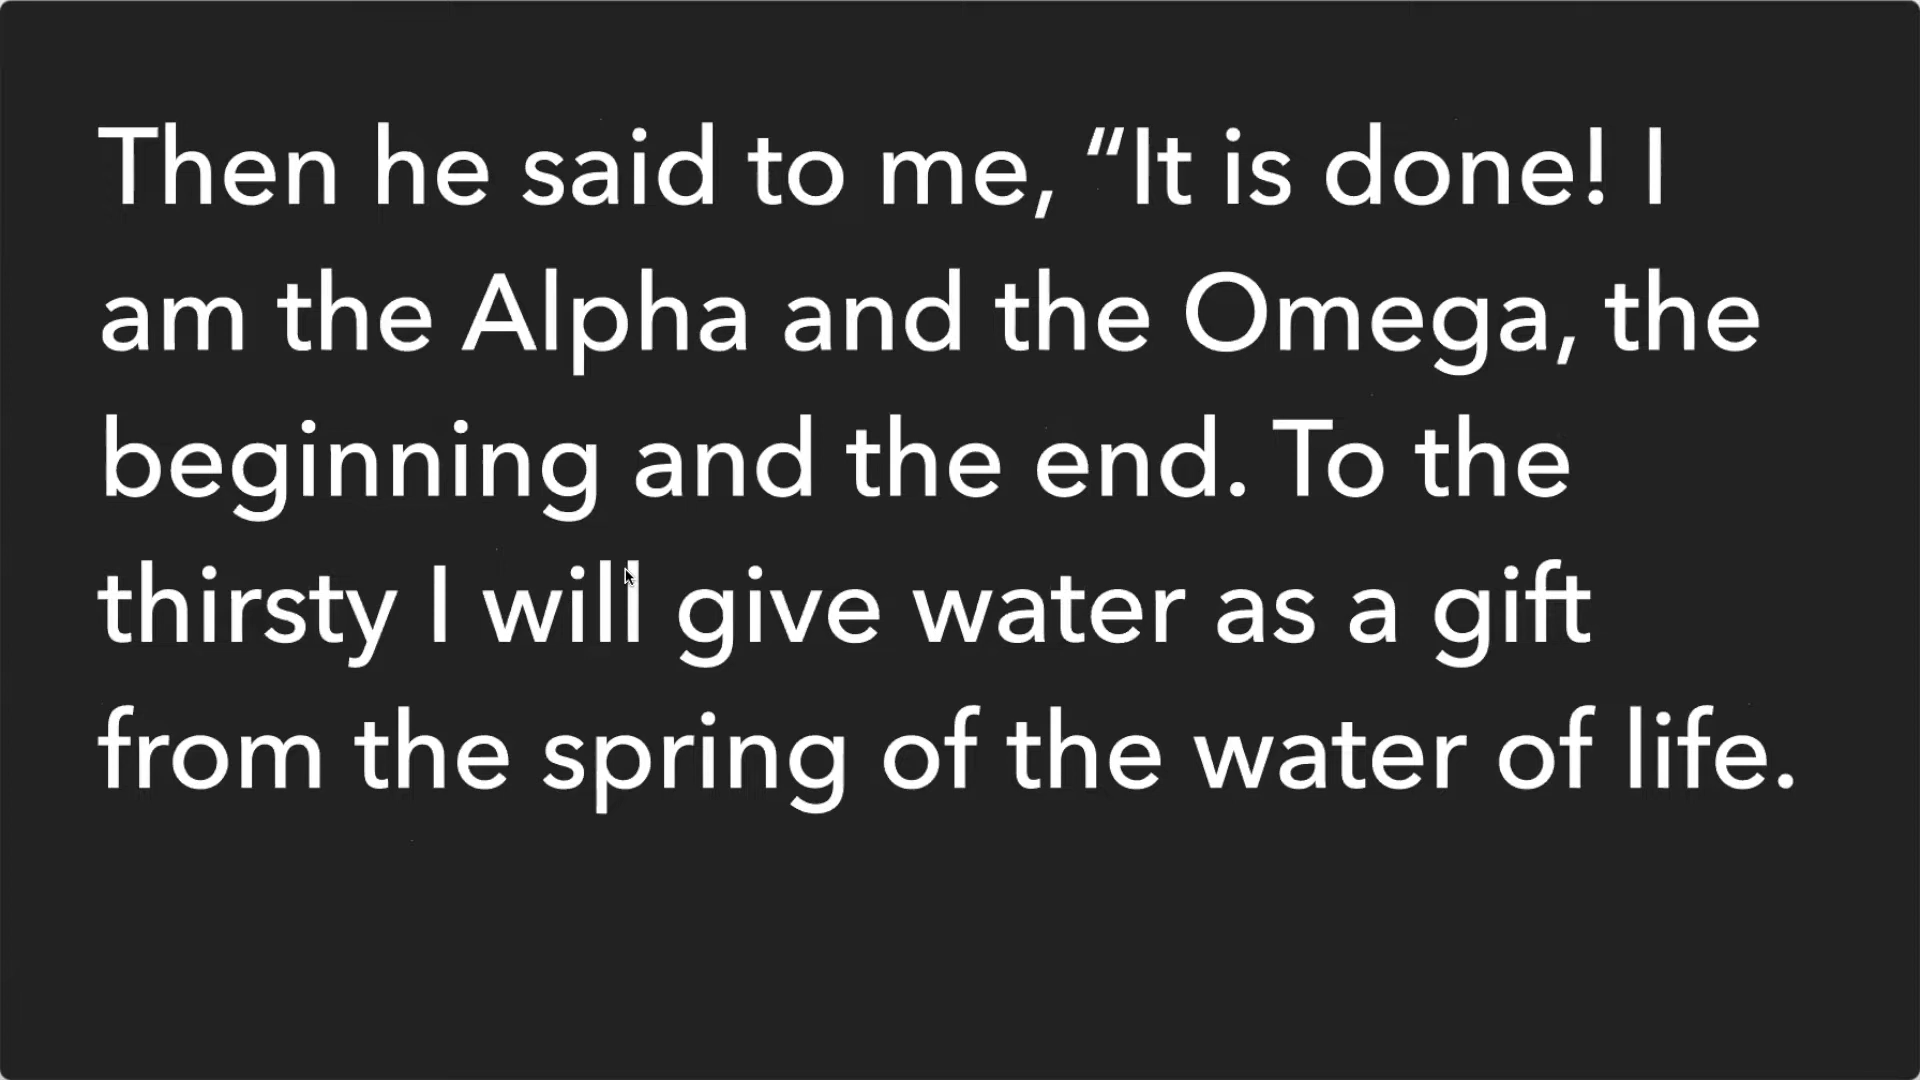 Then he said to me, “It is done! I
am the Alpha and the Omega, the
beginning and the end. To the
thirsty I will give water as a gift
from the spring of the water of life.